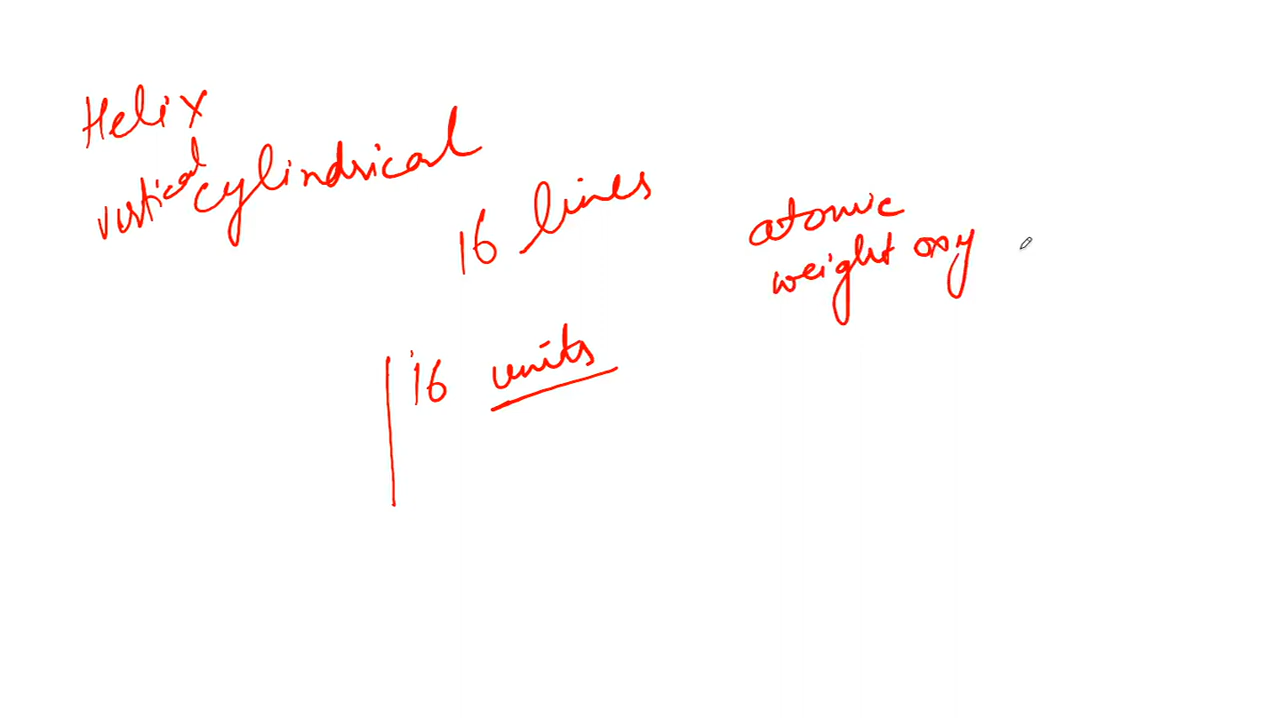 Helix
vertical cylindrical
16 lines
atomic
weight oxy
16 units